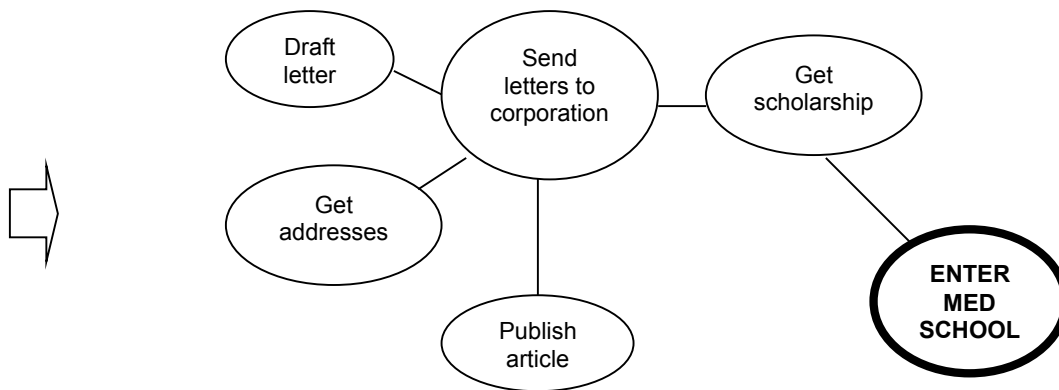 Draft
letter
Send
letters to
corporation
Get
scholarship
Get
addresses
ENTER
MED
SCHOOL
Publish
article